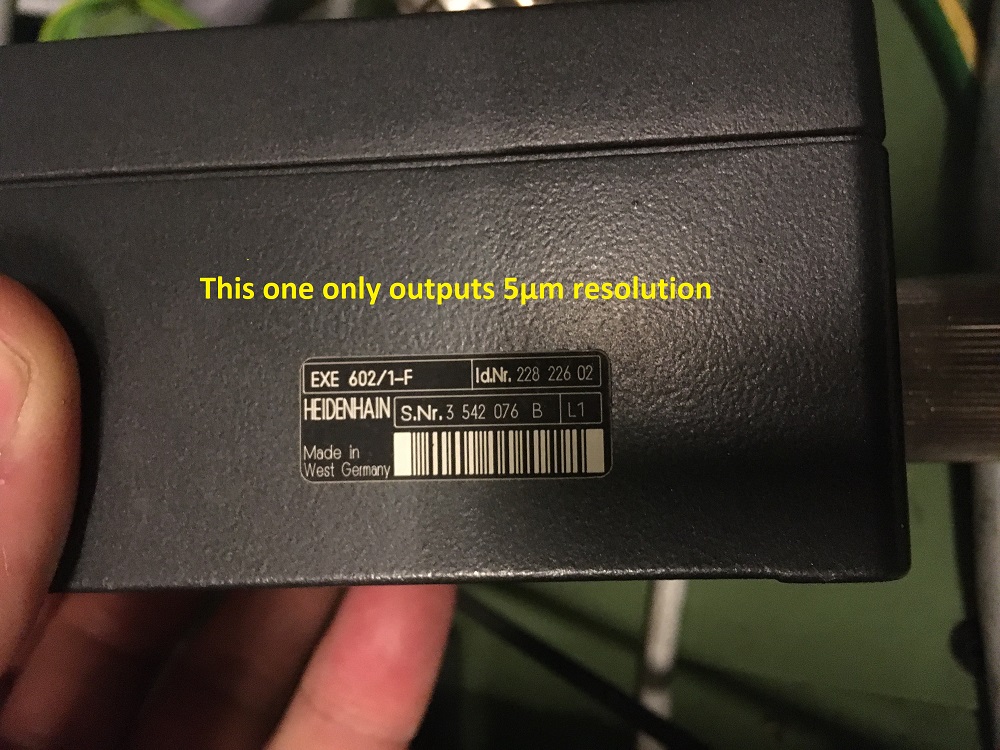 This one only outputs 5µm resolution
EXE 602/1-F Id.Nr. 228 226 02
HEIDENHAIN S.Nr. 3 542 076 B L1
Made in
West Germany